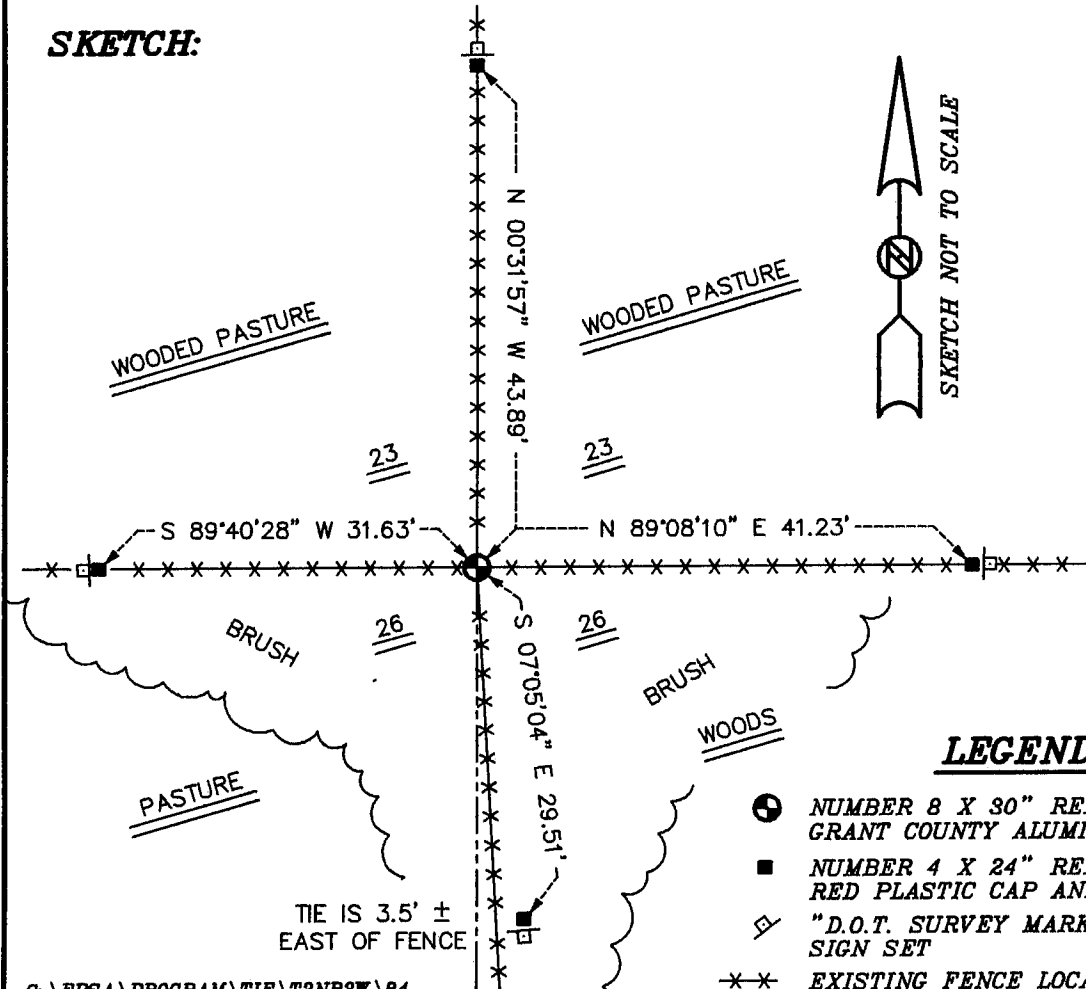 SKETCH:
N 00°31'57" W 43.89'
N
SKETCH NOT TO SCALE
WOODED PASTURE
WOODED PASTURE
23
23
S 89°40'28" W 31.63'
N 89°08'10" E 41.23'
26
26
BRUSH
S 07°05'04" E 29.51'
BRUSH
WOODS
PASTURE
TIE IS 3.5' ±
EAST OF FENCE
LEGEND
NUMBER 8 X 30" RE
GRANT COUNTY ALUMI
NUMBER 4 X 24" RE
RED PLASTIC CAP AN
"D.O.T. SURVEY MARK
SIGN SET
EXISTING FENCE LOCA